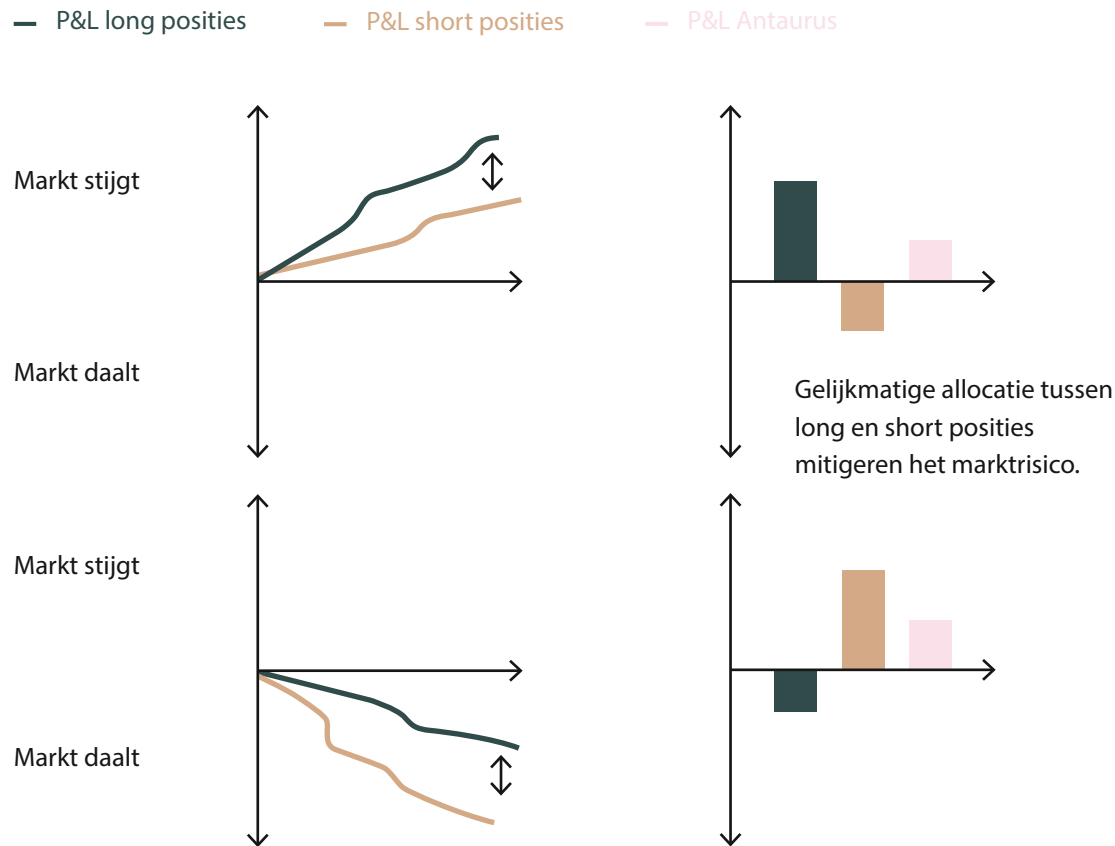 P&L long posities
P&L short posities
P&L Antaurus
Markt stijgt
Markt daalt
Gelijkmatige allocatie tussen
long en short posities
mitigeren het marktrisico.
Markt stijgt
Markt daalt